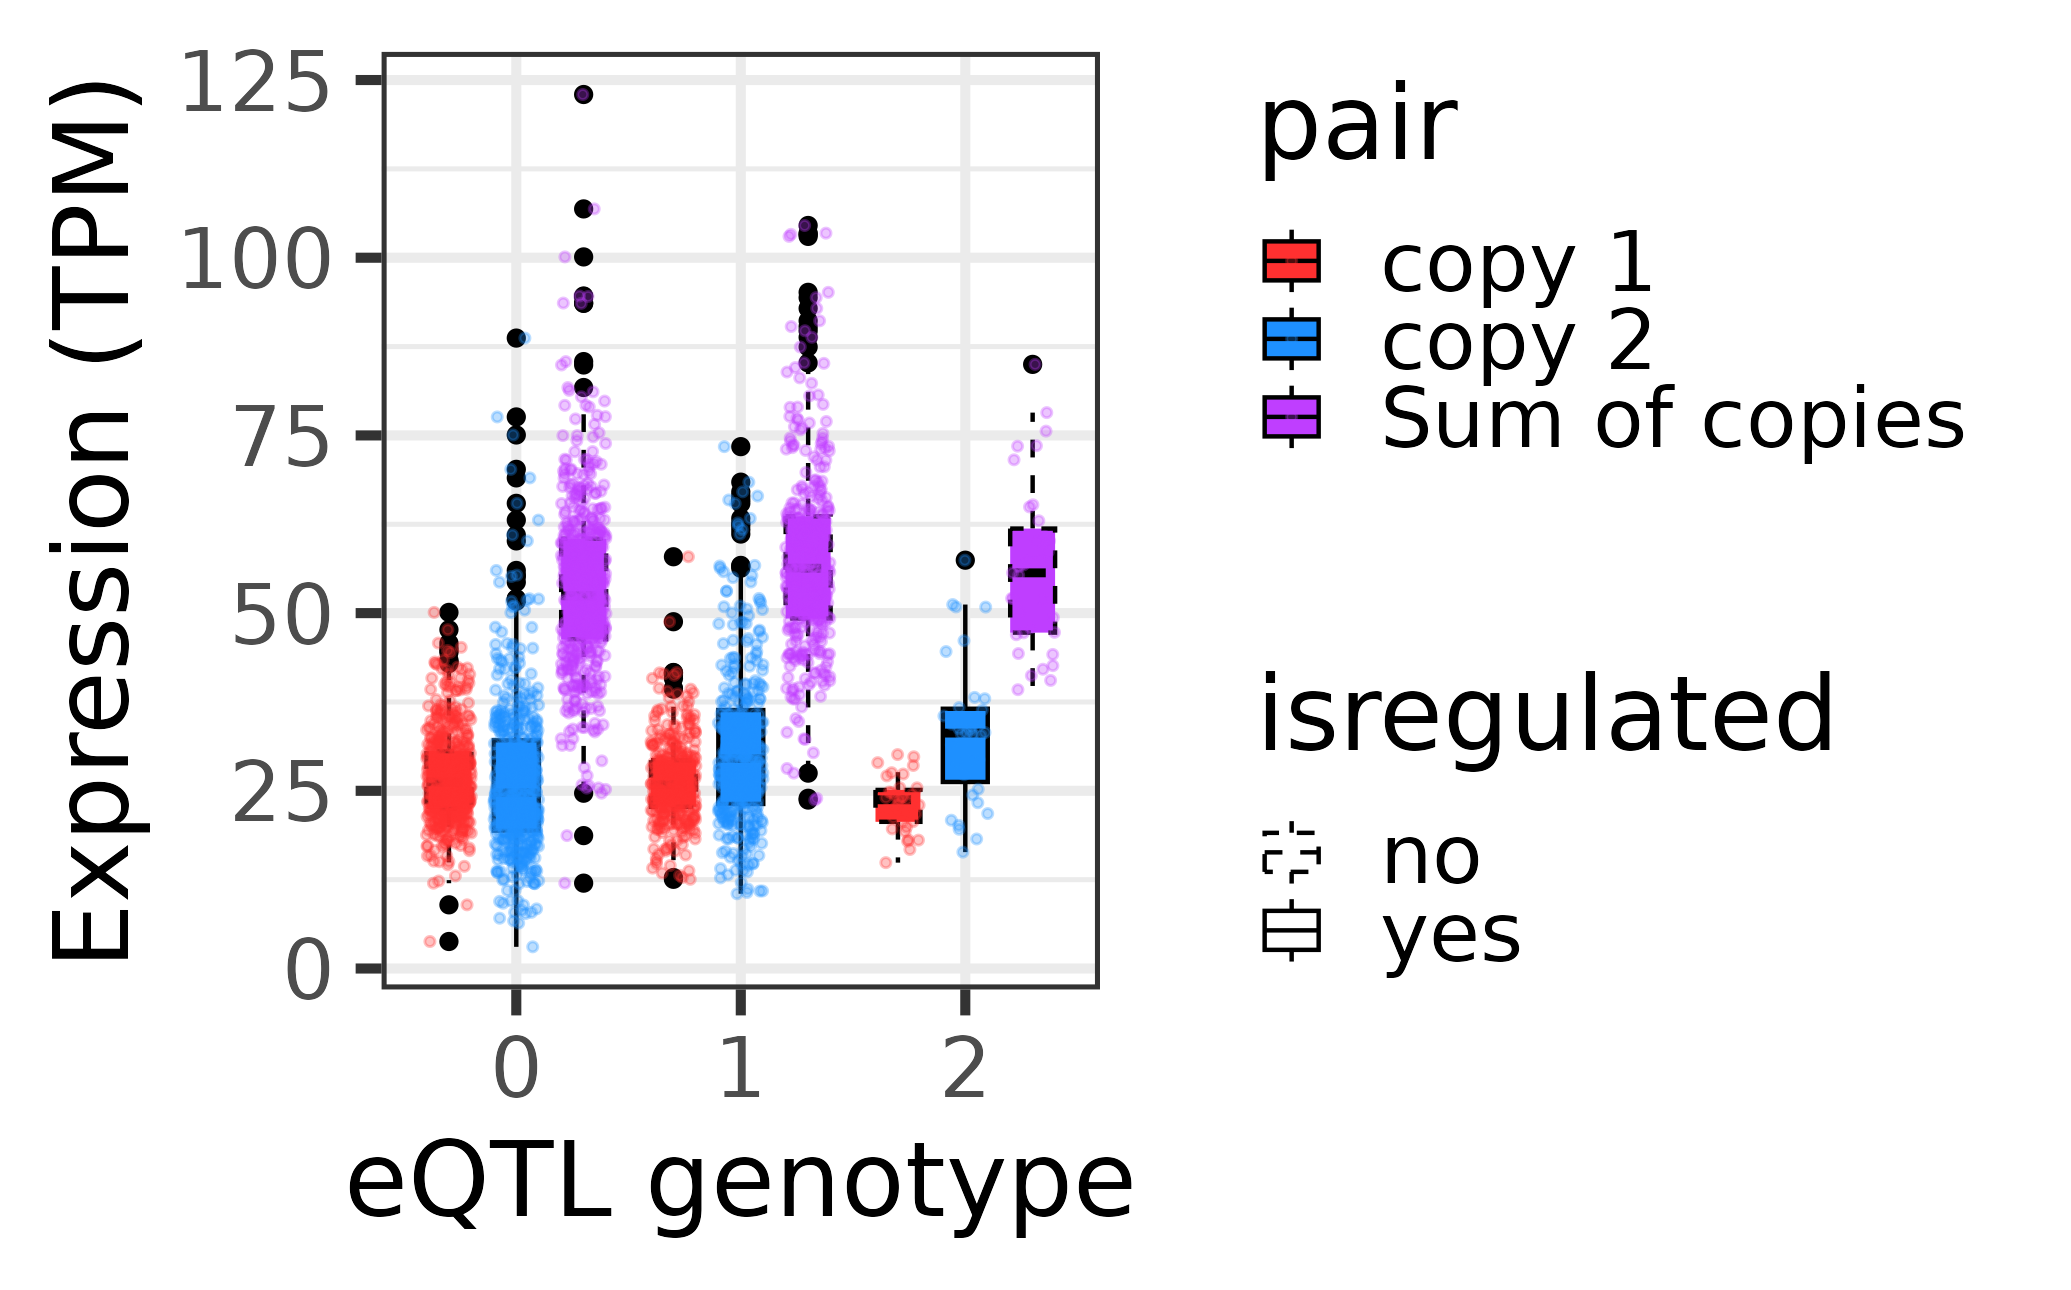 Expression (TPM)
125
100
75
50
25
0
0 1 2
eQTL genotype
pair
copy 1
copy 2
Sum of copies
isregulated
no
yes